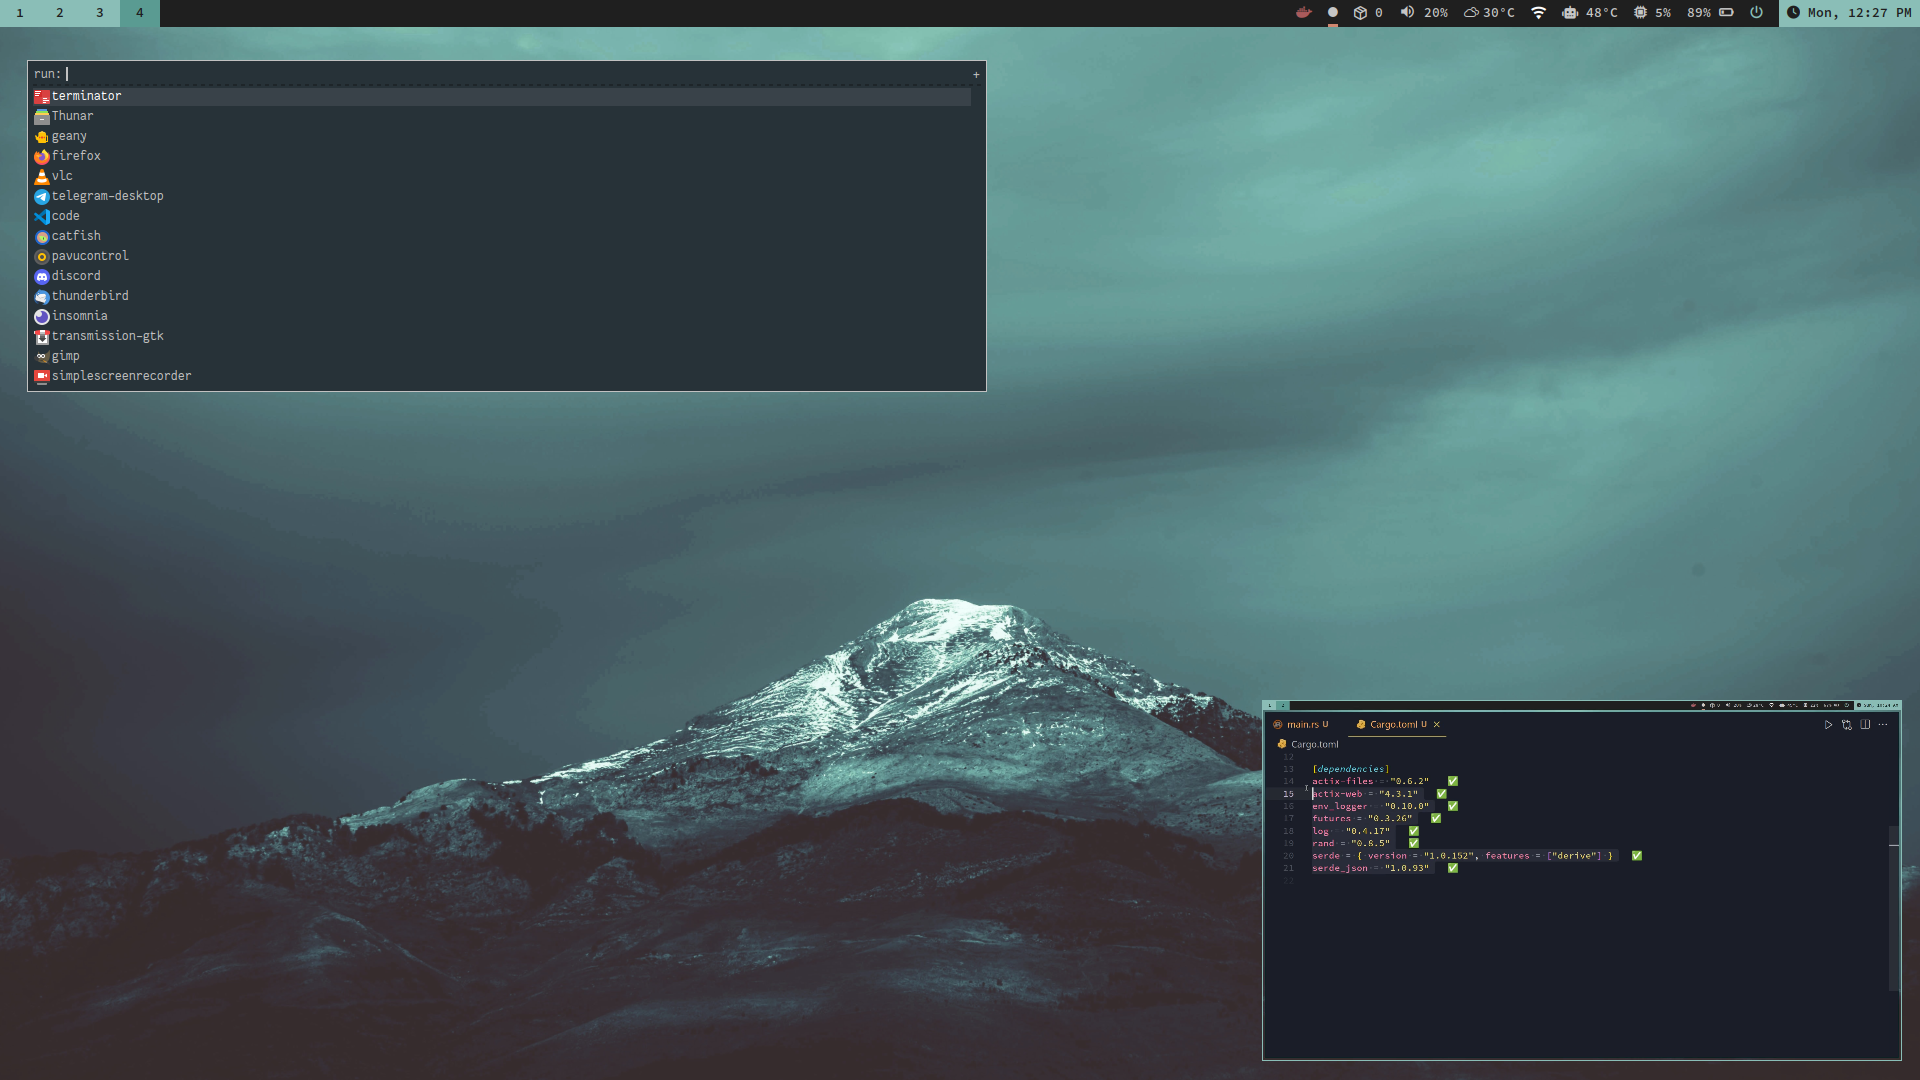 1 2 3 4 0 20% 30°C 48°C 5% 89% Mon, 12:27 PM
run: +
terminator
Thunar
geany
firefox
vlc
telegram-desktop
code
catfish
pavucontrol
discord
thunderbird
insomnia
transmission-gtk
gimp
simplescreenrecorder
main.rs U Cargo.toml U
Cargo.toml
12
13 [dependencies]
14 actix-files = "0.6.2"
15 actix-web = "4.3.1"
16 env_logger = "0.10.0"
17 futures = "0.3.26"
18 log = "0.4.17"
19 rand = "0.8.5"
20 serde = { version = "1.0.152", features = ["derive"] }
21 serde_json = "1.0.93"
22